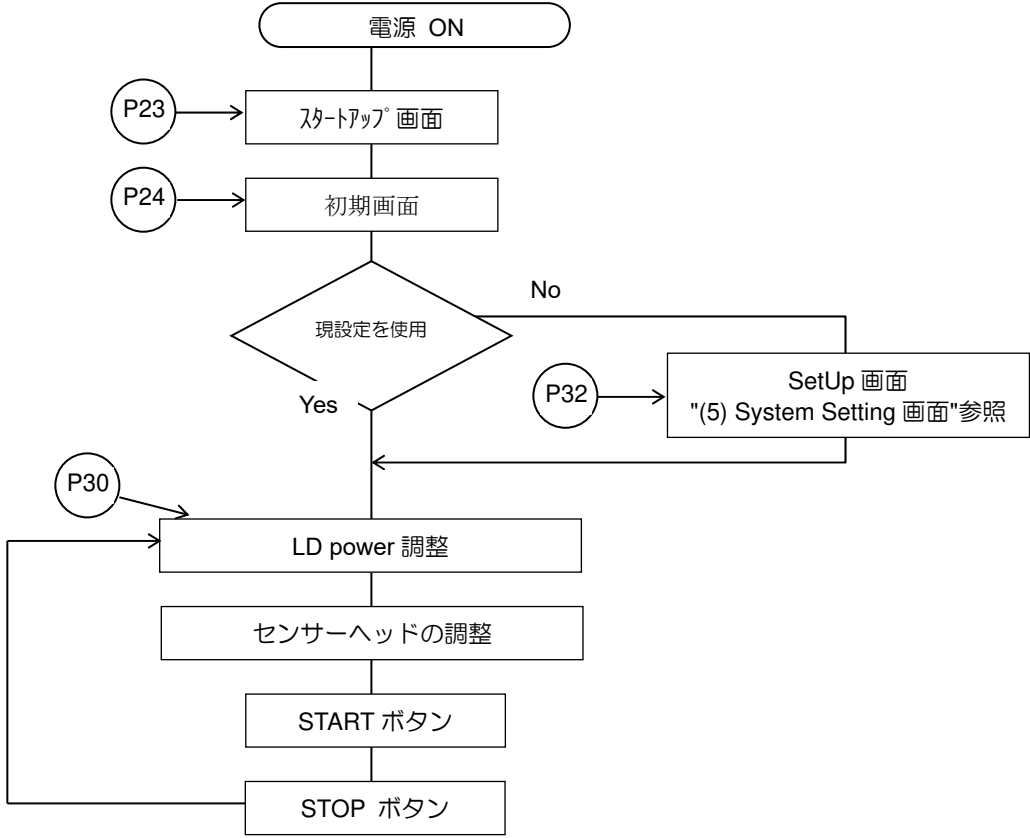 電源 ON
P23
ｽﾀｰﾄｱｯﾌﾟ画面
P24
初期画面
現設定を使用
No
Yes
P32
SetUp 画面
"(5) System Setting 画面"参照
P30
LD power 調整
センサーヘッドの調整
START ボタン
STOP ボタン